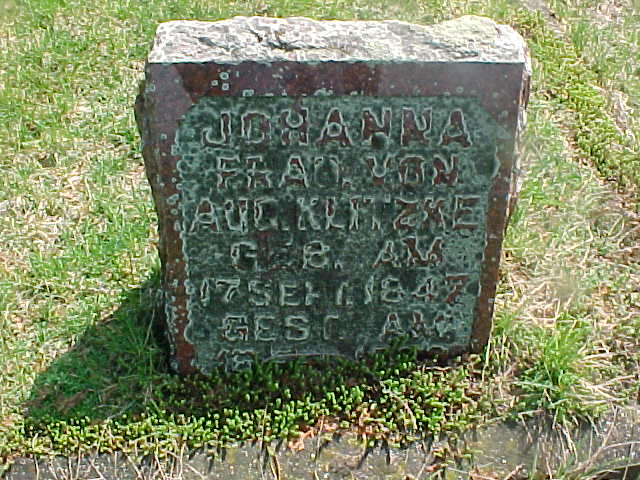 JOHANNA
FRAU. VON
AUG. KLITZKE
GEB. AM
17 SEPT. 1847
GEST. AM